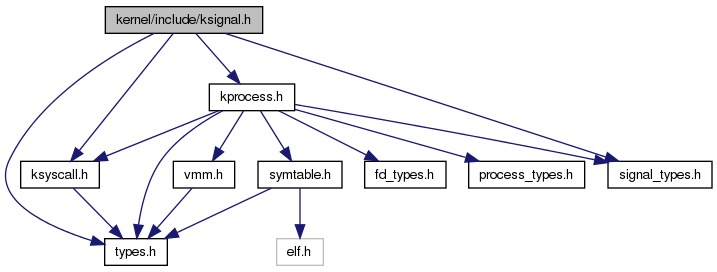 kernel/include/ksignal.h
kprocess.h
ksyscall.h
vmm.h
symtable.h
fd_types.h
process_types.h
signal_types.h
types.h
elf.h